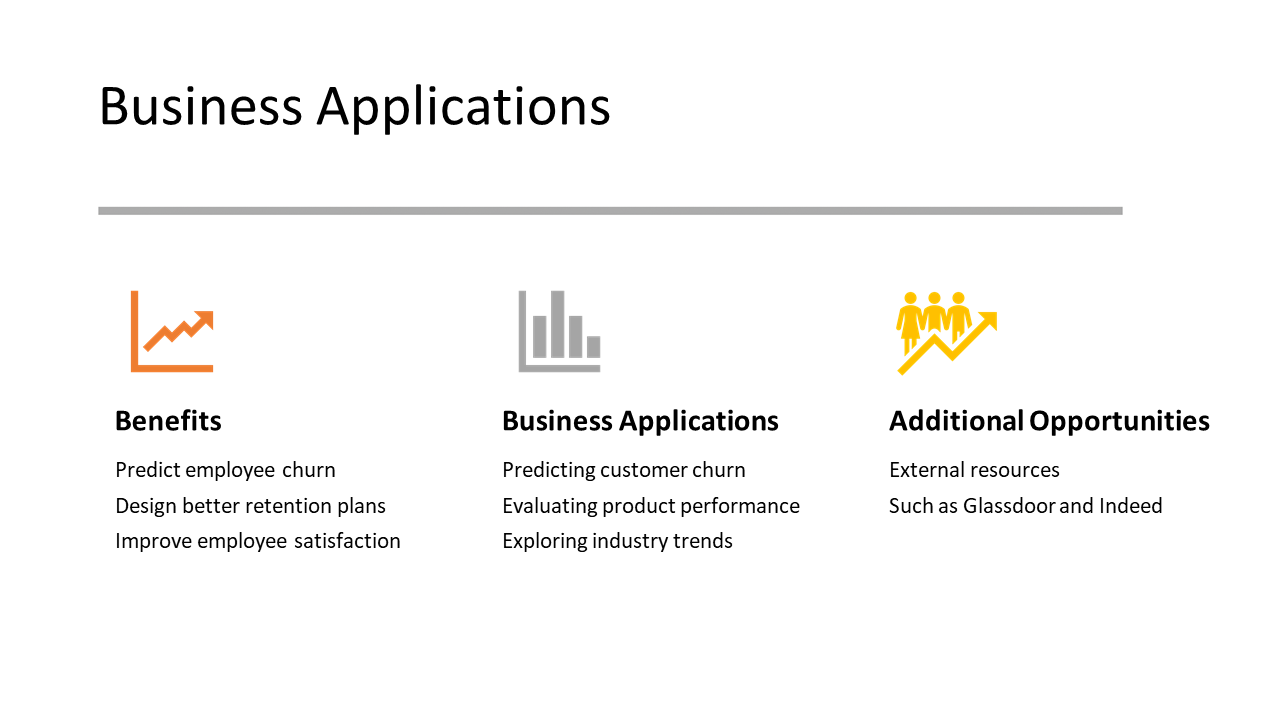 Business Applications
Benefits
Predict employee churn
Design better retention plans
Improve employee satisfaction
Business Applications
Predicting customer churn
Evaluating product performance
Exploring industry trends
Additional Opportunities
External resources
Such as Glassdoor and Indeed